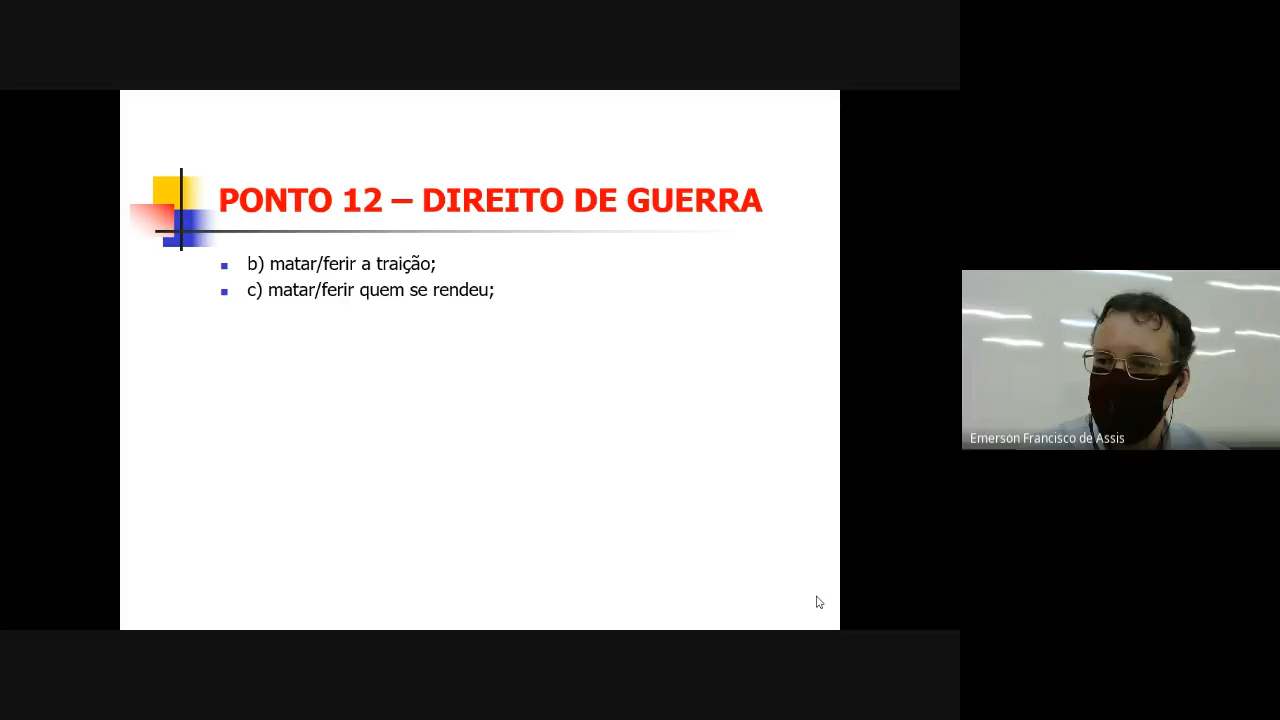 PONTO 12 – DIREITO DE GUERRA
b) matar/ferir a traição;
c) matar/ferir quem se rendeu;
Emerson Francisco de Assis